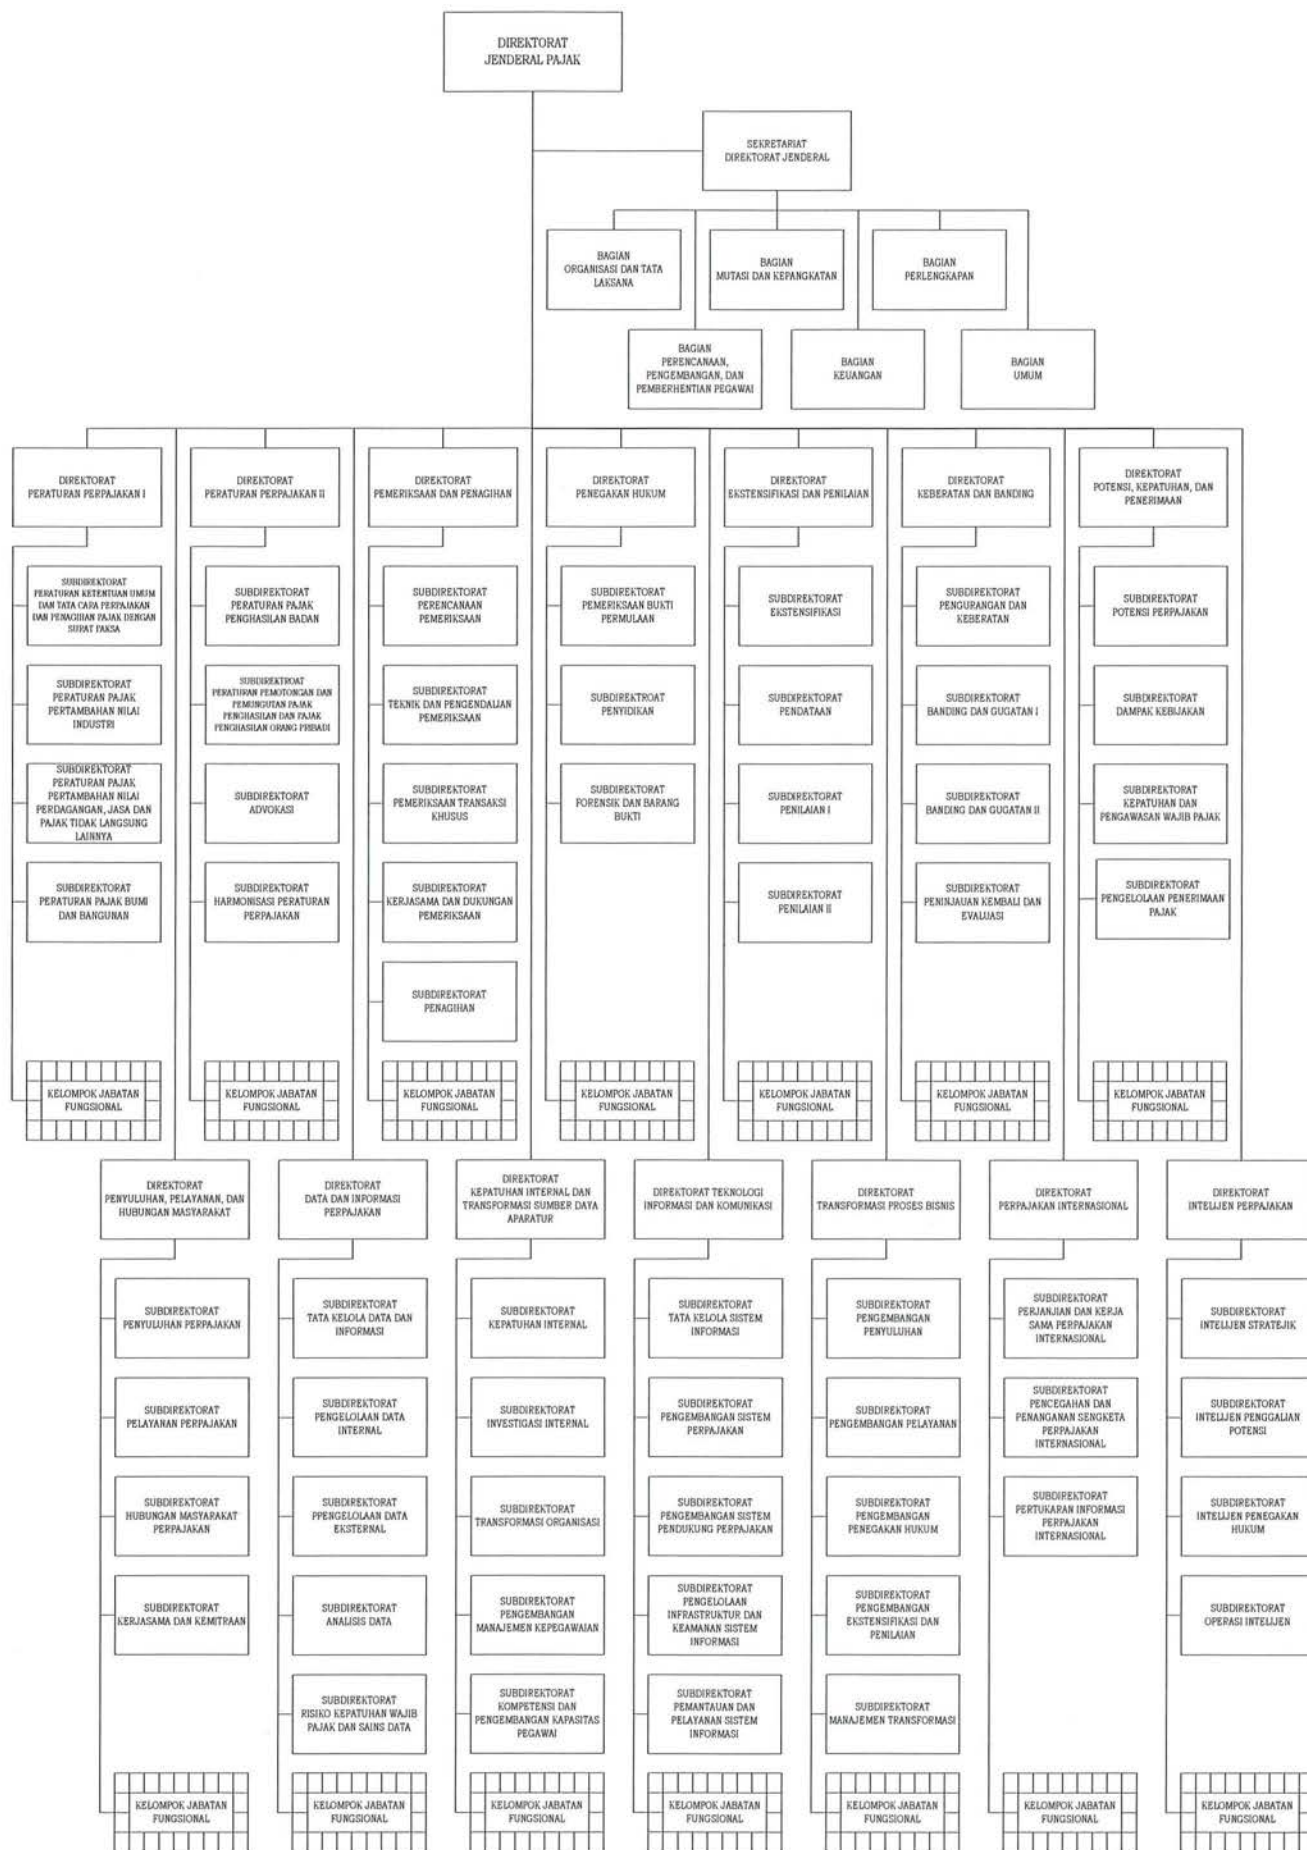 DIREKTORAT
JENDERAL PAJAK
SEKRETARIAT
DIREKTORAT JENDERAL
BAGIAN
ORGANISASI DAN TATA
LAKSANA
BAGIAN
MUTASI DAN KEPANGKATAN
BAGIAN
PERLENGKAPAN
BAGIAN
PERENCANAAN,
PENGEMBANGAN, DAN
PEMBERHENTIAN PEGAWAI
BAGIAN
KEUANGAN
BAGIAN
UMUM
DIREKTORAT
PERATURAN PERPAJAKAN I
DIREKTORAT
PERATURAN PERPAJAKAN II
DIREKTORAT
PEMERIKSAAN DAN PENAGIHAN
DIREKTORAT
PENEGAKAN HUKUM
DIREKTORAT
EKSTENSIFIKASI DAN PENILAIAN
DIREKTORAT
KEBERATAN DAN BANDING
DIREKTORAT
POTENSI, KEPATUHAN, DAN
PENERIMAAN
SUBDIREKTORAT
PERATURAN KETENTUAN UMUM
DAN TATA CARA PERPAJAKAN
DAN PENAGIHAN PAJAK DENGAN
SURAT PAKSA
SUBDIREKTORAT
PERATURAN PAJAK
PENGHASILAN BADAN
SUBDIREKTORAT
PERENCANAAN
PEMERIKSAAN
SUBDIREKTORAT
PEMERIKSAAN BUKTI
PERMULAAN
SUBDIREKTORAT
EKSTENSIFIKASI
SUBDIREKTORAT
PENGURANGAN DAN
KEBERATAN
SUBDIREKTORAT
POTENSI PERPAJAKAN
SUBDIREKTORAT
PERATURAN PAJAK
PERTAMBAHAN NILAI
INDUSTRI
SUBDIREKTROAT
PERATURAN PEMOTONGAN DAN
PEMUNGUTAN PAJAK
PENGHASILAN DAN PAJAK
PENGHASILAN ORANG PRIBADI
SUBDIREKTORAT
TEKNIK DAN PENGENDALIAN
PEMERIKSAAN
SUBDIREKTROAT
PENYIDIKAN
SUBDIREKTORAT
PENDATAAN
SUBDIREKTORAT
BANDING DAN GUGATAN I
SUBDIREKTORAT
DAMPAK KEBIJAKAN
SUBDIREKTORAT
PERATURAN PAJAK
PERTAMBAHAN NILAI
PERDAGANGAN, JASA DAN
PAJAK TIDAK LANGSUNG
LAINNYA
SUBDIREKTORAT
ADVOKASI
SUBDIREKTORAT
PEMERIKSAAN TRANSAKSI
KHUSUS
SUBDIREKTORAT
FORENSIK DAN BARANG
BUKTI
SUBDIREKTORAT
PENILAIAN I
SUBDIREKTORAT
BANDING DAN GUGATAN II
SUBDIREKTORAT
KEPATUHAN DAN
PENGAWASAN WAJIB PAJAK
SUBDIREKTORAT
PERATURAN PAJAK BUMI
DAN BANGUNAN
SUBDIREKTORAT
HARMONISASI PERATURAN
PERPAJAKAN
SUBDIREKTORAT
KERJASAMA DAN DUKUNGAN
PEMERIKSAAN
SUBDIREKTORAT
PENILAIAN II
SUBDIREKTORAT
PENINJAUAN KEMBALI DAN
EVALUASI
SUBDIREKTORAT
PENGELOLAAN PENERIMAAN
PAJAK
SUBDIREKTORAT
PENAGIHAN
KELOMPOK JABATAN
FUNGSIONAL
KELOMPOK JABATAN
FUNGSIONAL
KELOMPOK JABATAN
FUNGSIONAL
KELOMPOK JABATAN
FUNGSIONAL
KELOMPOK JABATAN
FUNGSIONAL
KELOMPOK JABATAN
FUNGSIONAL
KELOMPOK JABATAN
FUNGSIONAL
DIREKTORAT
PENYULUHAN, PELAYANAN, DAN
HUBUNGAN MASYARAKAT
DIREKTORAT
DATA DAN INFORMASI
PERPAJAKAN
DIREKTORAT
KEPATUHAN INTERNAL DAN
TRANSFORMASI SUMBER DAYA
APARATUR
DIREKTORAT TEKNOLOGI
INFORMASI DAN KOMUNIKASI
DIREKTORAT
TRANSFORMASI PROSES BISNIS
DIREKTORAT
PERPAJAKAN INTERNASIONAL
DIREKTORAT
INTELIJEN PERPAJAKAN
SUBDIREKTORAT
PENYULUHAN PERPAJAKAN
SUBDIREKTORAT
TATA KELOLA DATA DAN
INFORMASI
SUBDIREKTORAT
KEPATUHAN INTERNAL
SUBDIREKTORAT
TATA KELOLA SISTEM
INFORMASI
SUBDIREKTORAT
PENGEMBANGAN
PENYULUHAN
SUBDIREKTORAT
PERJANJIAN DAN KERJA
SAMA PERPAJAKAN
INTERNASIONAL
SUBDIREKTORAT
INTELIJEN STRATEJIK
SUBDIREKTORAT
PELAYANAN PERPAJAKAN
SUBDIREKTORAT
PENGELOLAAN DATA
INTERNAL
SUBDIREKTORAT
INVESTIGASI INTERNAL
SUBDIREKTORAT
PENGEMBANGAN SISTEM
PERPAJAKAN
SUBDIREKTORAT
PENGEMBANGAN PELAYANAN
SUBDIREKTORAT
PENCEGAHAN DAN
PENANGANAN SENGKETA
PERPAJAKAN
INTERNASIONAL
SUBDIREKTORAT
INTELIJEN PENGGALIAN
POTENSI
SUBDIREKTORAT
HUBUNGAN MASYARAKAT
PERPAJAKAN
SUBDIREKTORAT
PPENGELOLAAN DATA
EKSTERNAL
SUBDIREKTORAT
TRANSFORMASI ORGANISASI
SUBDIREKTORAT
PENGEMBANGAN SISTEM
PENDUKUNG PERPAJAKAN
SUBDIREKTORAT
PENGEMBANGAN
PENEGAKAN HUKUM
SUBDIREKTORAT
PERTUKARAN INFORMASI
PERPAJAKAN
INTERNASIONAL
SUBDIREKTORAT
INTELIJEN PENEGAKAN
HUKUM
SUBDIREKTORAT
KERJASAMA DAN KEMITRAAN
SUBDIREKTORAT
ANALISIS DATA
SUBDIREKTORAT
PENGEMBANGAN
MANAJEMEN KEPEGAWAIAN
SUBDIREKTORAT
PENGELOLAAN
INFRASTRUKTUR DAN
KEAMANAN SISTEM
INFORMASI
SUBDIREKTORAT
PENGEMBANGAN
EKSTENSIFIKASI DAN
PENILAIAN
SUBDIREKTORAT
OPERASI INTELIJEN
SUBDIREKTORAT
RISIKO KEPATUHAN WAJIB
PAJAK DAN SAINS DATA
SUBDIREKTORAT
KOMPETENSI DAN
PENGEMBANGAN KAPASITAS
PEGAWAI
SUBDIREKTORAT
PEMANTAUAN DAN
PELAYANAN SISTEM
INFORMASI
SUBDIREKTORAT
MANAJEMEN TRANSFORMASI
KELOMPOK JABATAN
FUNGSIONAL
KELOMPOK JABATAN
FUNGSIONAL
KELOMPOK JABATAN
FUNGSIONAL
KELOMPOK JABATAN
FUNGSIONAL
KELOMPOK JABATAN
FUNGSIONAL
KELOMPOK JABATAN
FUNGSIONAL
KELOMPOK JABATAN
FUNGSIONAL